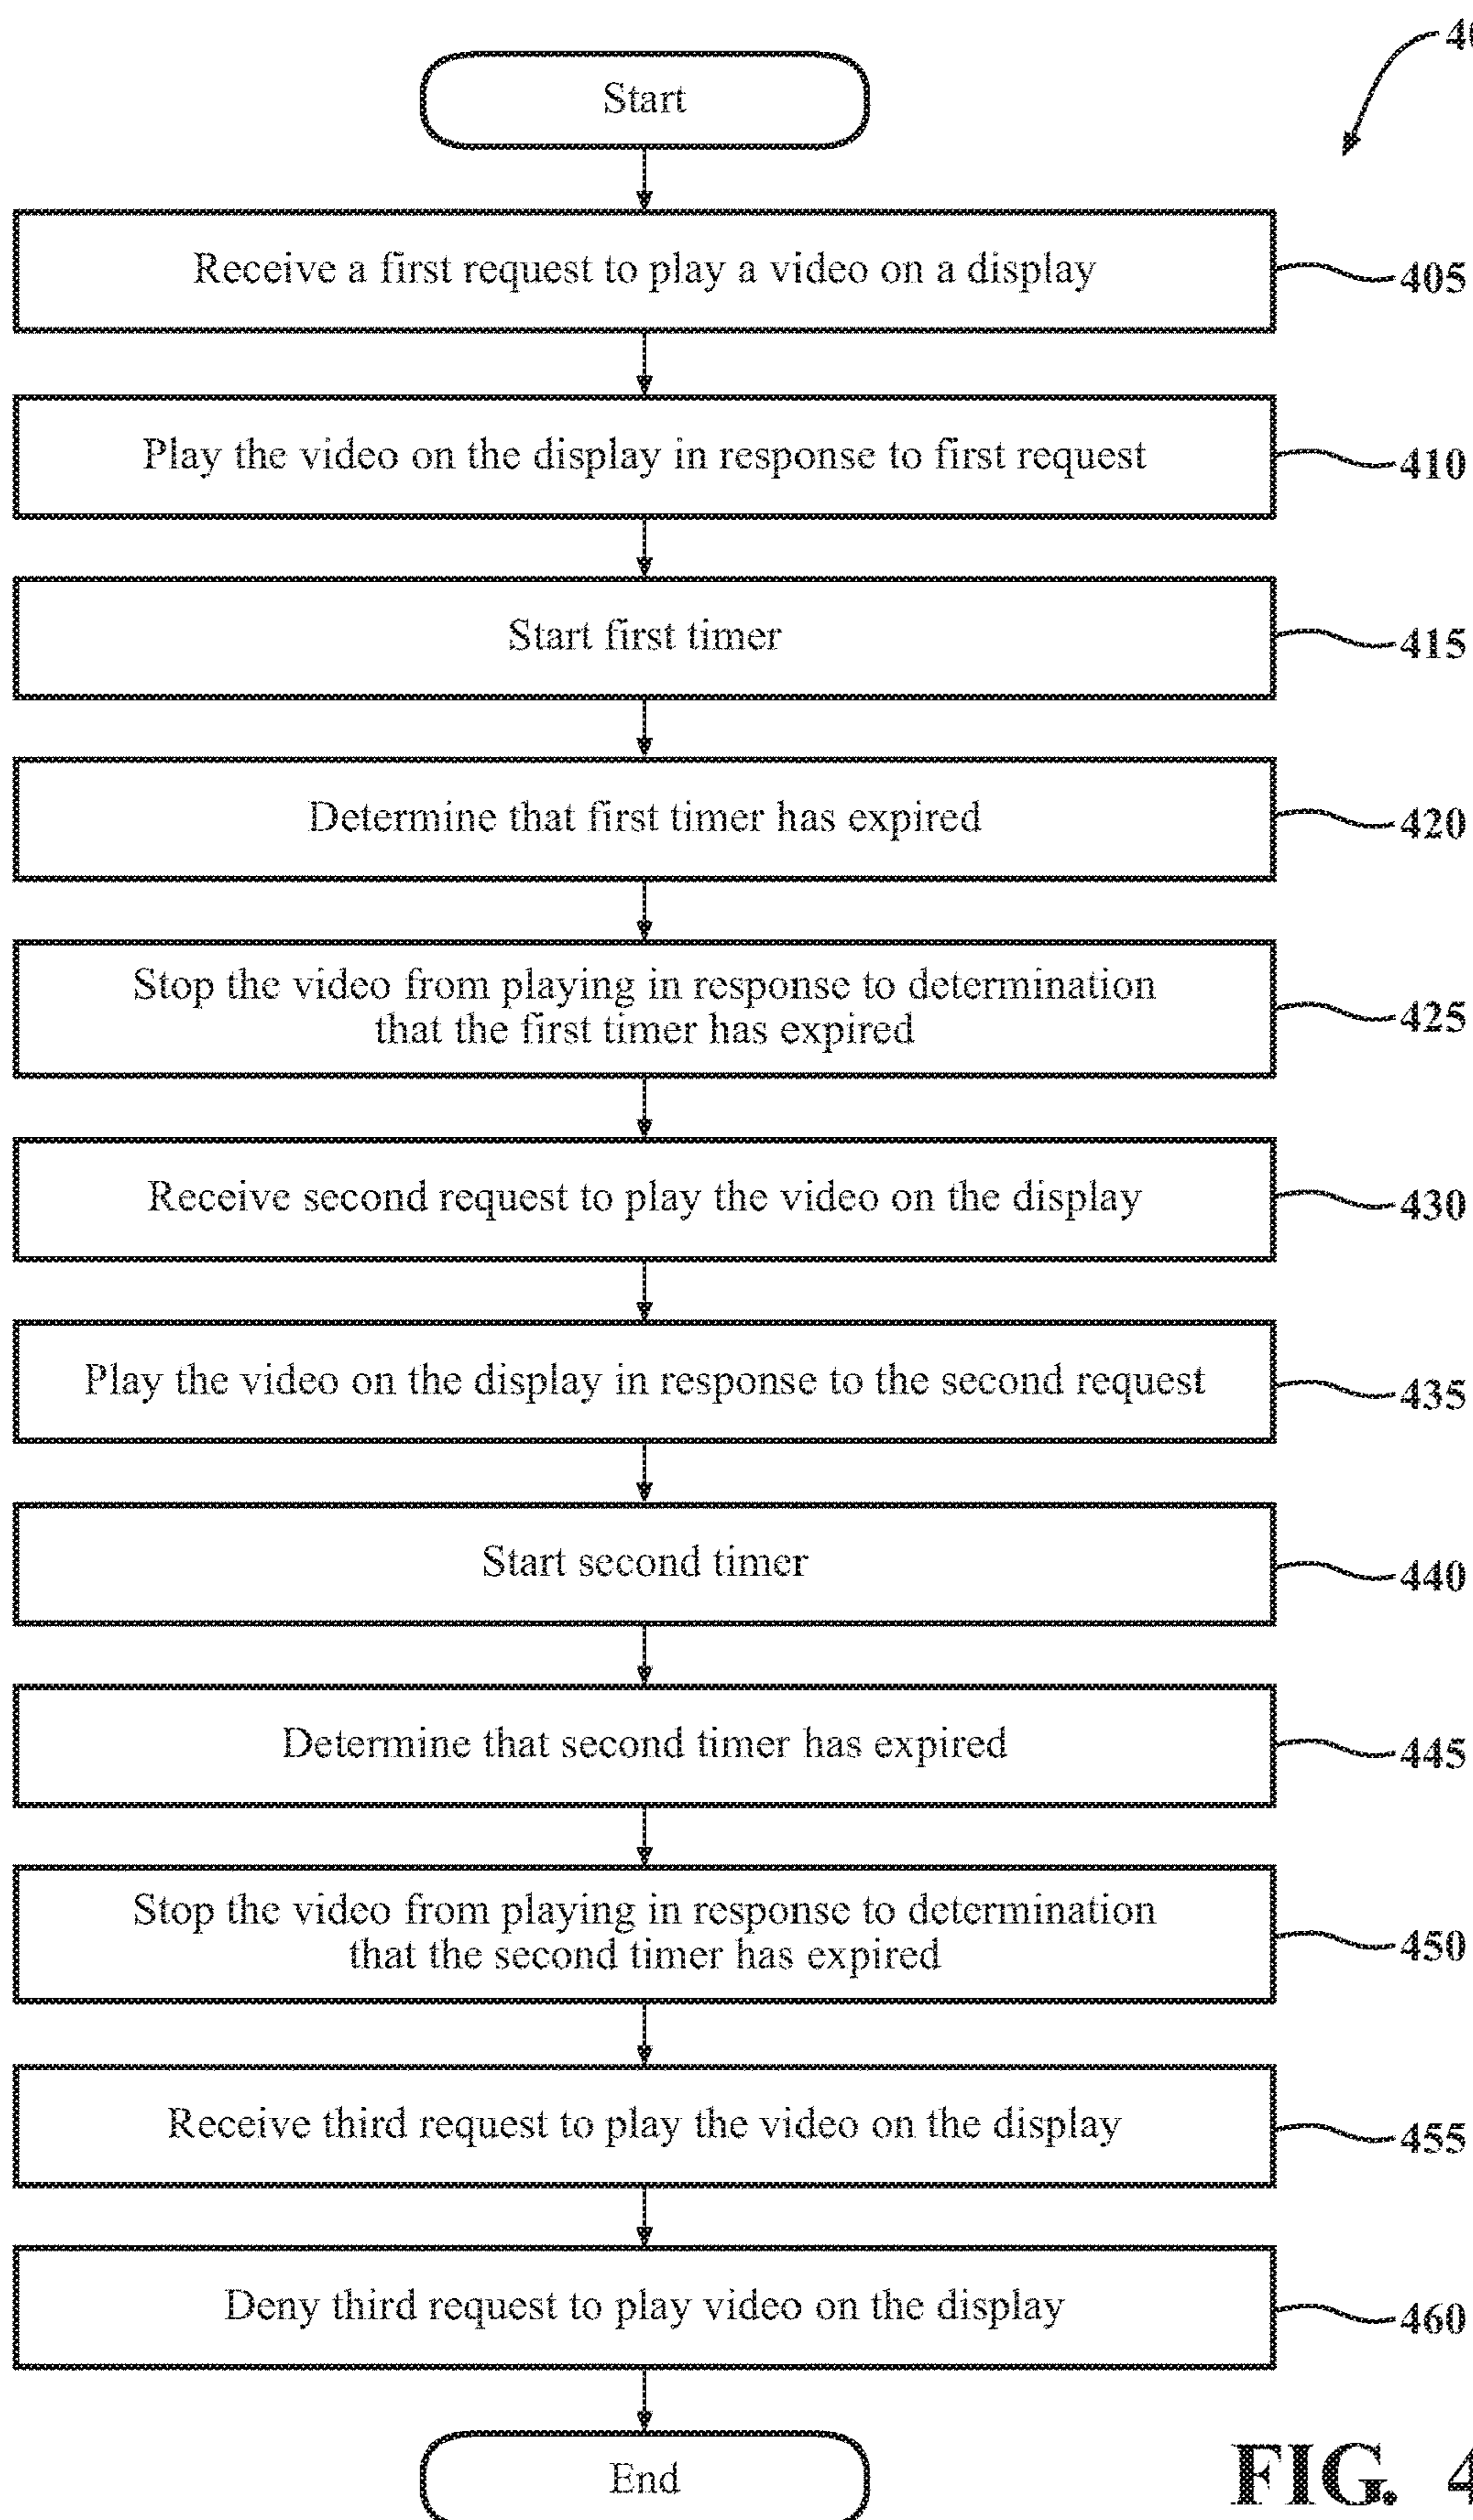 Start
Receive a first request to play a video on a display
405
Play the video on the display in response to first request
410
Start first timer
415
Determine that first timer has expired
420
Stop the video from playing in response to determination
that the first timer has expired
425
Receive second request to play the video on the display
430
Play the video on the display in response to the second request
435
Start second timer
440
Determine that second timer has expired
445
Stop the video from playing in response to determination
that the second timer has expired
450
Receive third request to play the video on the display
455
Deny third request to play video on the display
460
End
FIG. 4